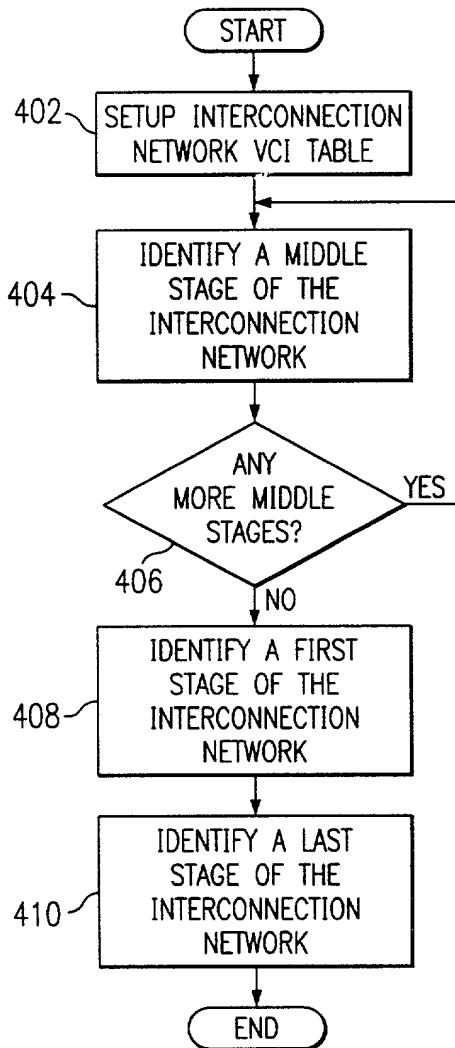 START
402
SETUP INTERCONNECTION
NETWORK VCI TABLE
404
IDENTIFY A MIDDLE
STAGE OF THE
INTERCONNECTION
NETWORK
ANY
MORE MIDDLE
STAGES?
YES
406
NO
408
IDENTIFY A FIRST
STAGE OF THE
INTERCONNECTION
NETWORK
410
IDENTIFY A LAST
STAGE OF THE
INTERCONNECTION
NETWORK
END